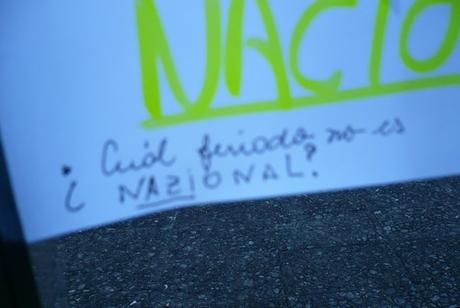 NACIO
¿Cuál feriado no es
NAZIONAL?